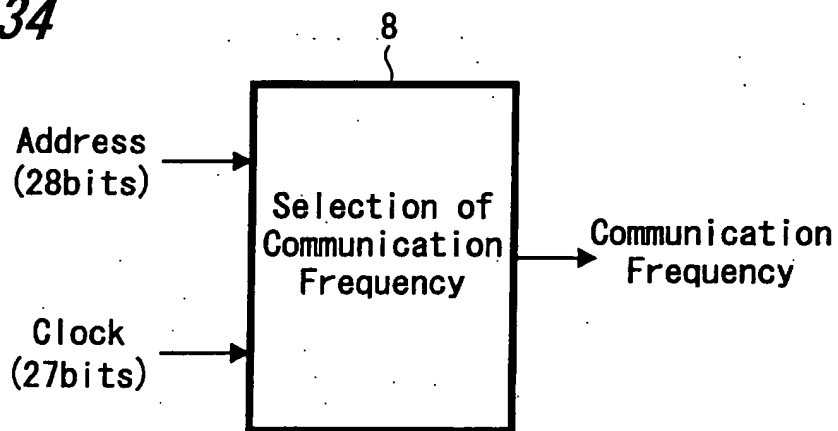 34
8
Address
(28bits)
Selection of
Communication
Frequency
Communication
Frequency
Clock
(27bits)